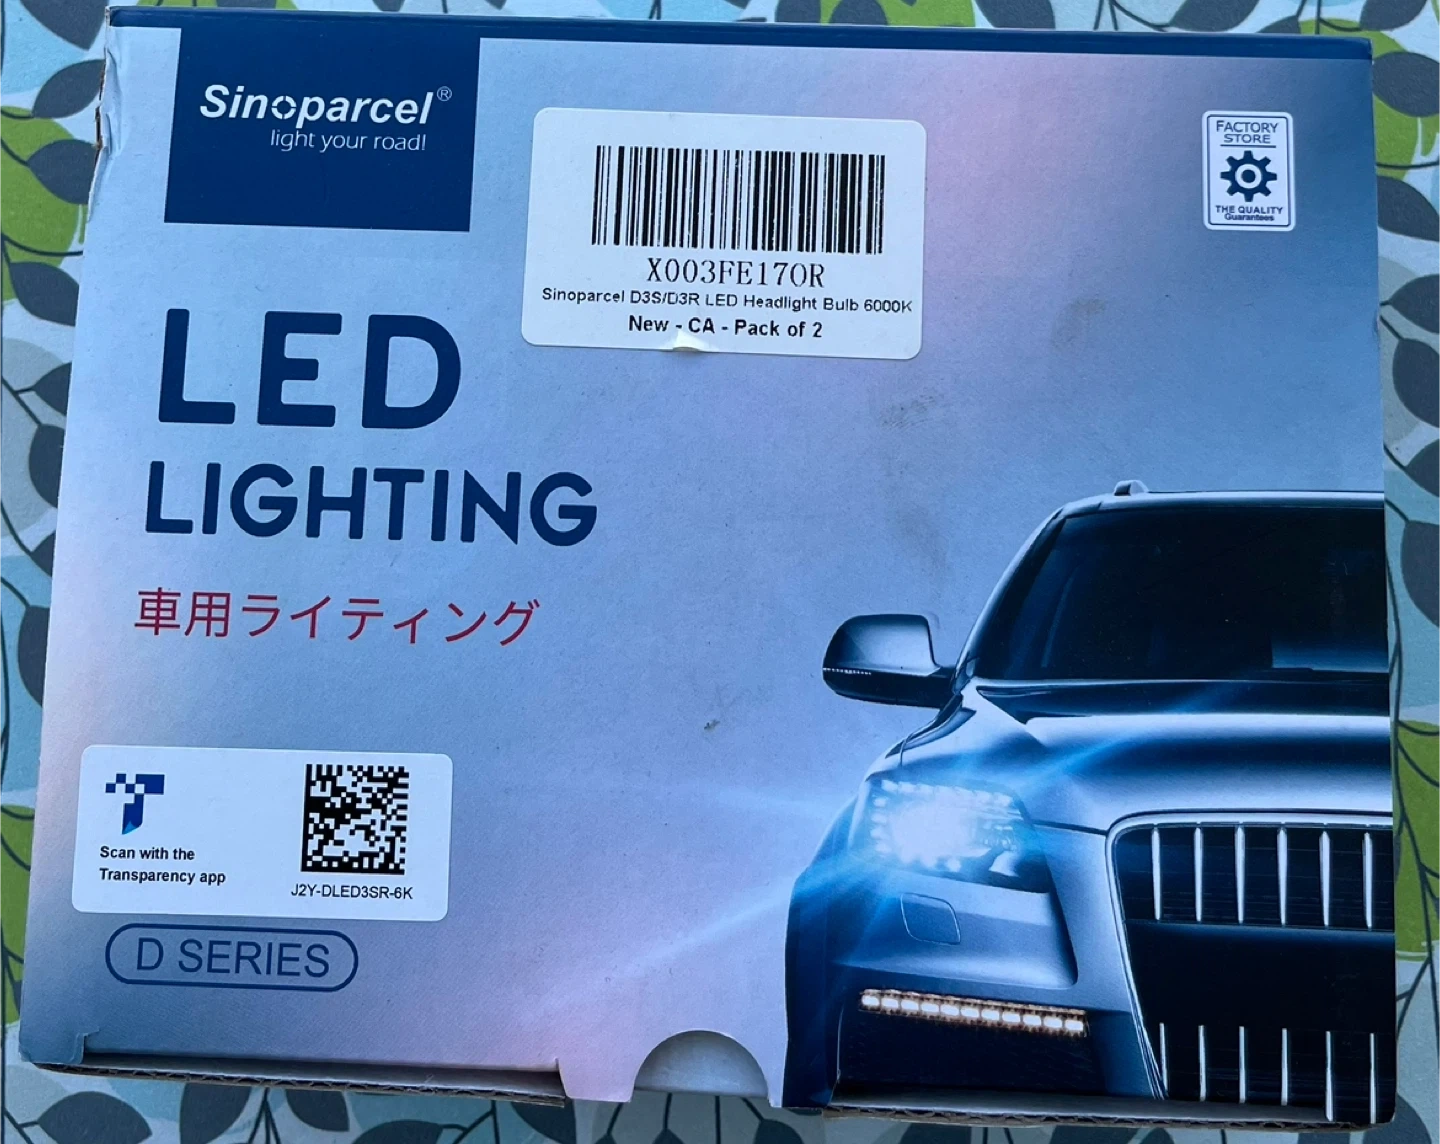 Sinoparcel®
light your road!
X003FE17OR
Sinoparcel D3S/D3R LED Headlight Bulb 6000K
New - CA - Pack of 2
FACTORY
STORE
THE QUALITY
Guarantees
LED
LIGHTING
車用ライティング
Scan with the
Transparency app
J2Y-DLED3SR-6K
D SERIES